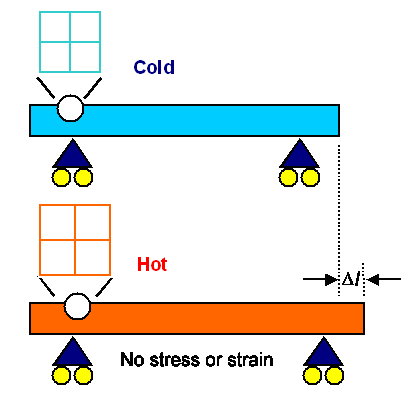 Cold
Hot
Δl
No stress or strain